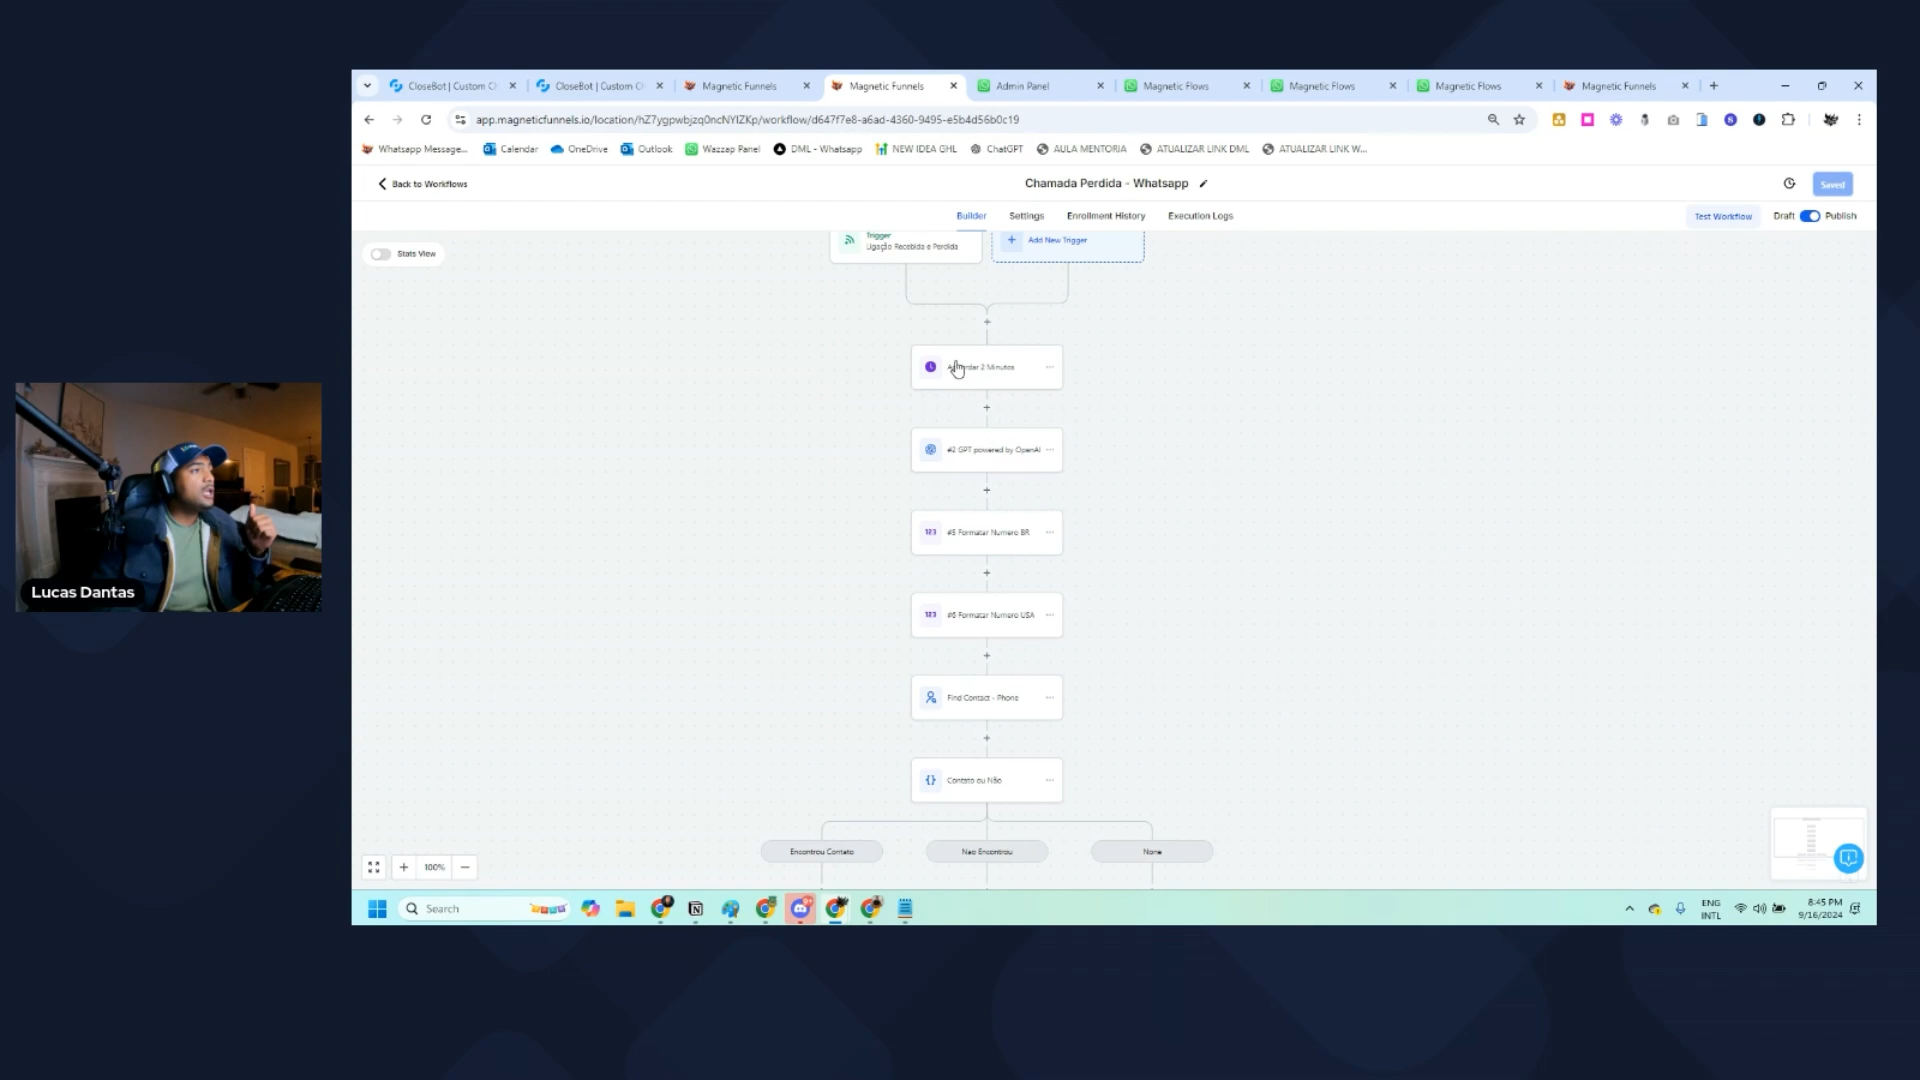 CloseBot | Custom C
CloseBot | Custom C
Magnetic Funnels
Magnetic Funnels
Admin Panel
Magnetic Flows
Magnetic Flows
Magnetic Flows
Magnetic Funnels
app.magneticfunnels.io/location/hZ7ygpwbjzq0ncNYIZKp/workflow/d647f7e8-a6ad-4360-9495-e5b4d56b0c19
Whatsapp Message...
Calendar
OneDrive
Outlook
Wazzap Panel
DML - Whatsapp
NEW IDEA GHL
ChatGPT
AULA MENTORIA
ATUALIZAR LINK DML
ATUALIZAR LINK W...
Back to Workflows
Chamada Perdida - Whatsapp
Saved
Builder
Settings
Enrollment History
Execution Logs
Test Workflow
Draft
Publish
Stats View
Trigger
Ligação Recebida e Perdida
Add New Trigger
2 Minutos
#2 GPT powered by OpenAI
123 #5 Formatar Numero BR
123 #6 Formatar Numero USA
Find Contact - Phone
{} Contato ou Não
Encontrou Contato
Nao Encontrou
None
100%
Lucas Dantas
Search
ENG
INTL
8:45 PM
9/16/2024